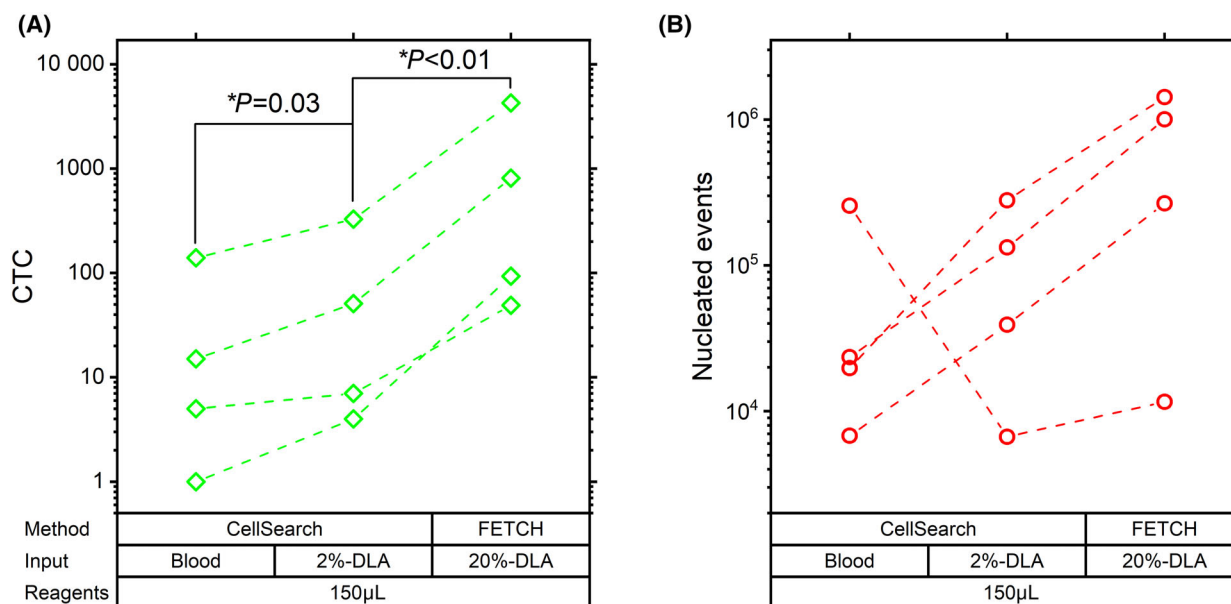 (A)
CTC
10 000
1000
100
10
1
*P=0.03
*P<0.01
Method CellSearch FETCH
Input Blood 2%-DLA 20%-DLA
Reagents 150µL
(B)
Nucleated events
10⁶
10⁵
10⁴
CellSearch FETCH
Blood 2%-DLA 20%-DLA
150µL